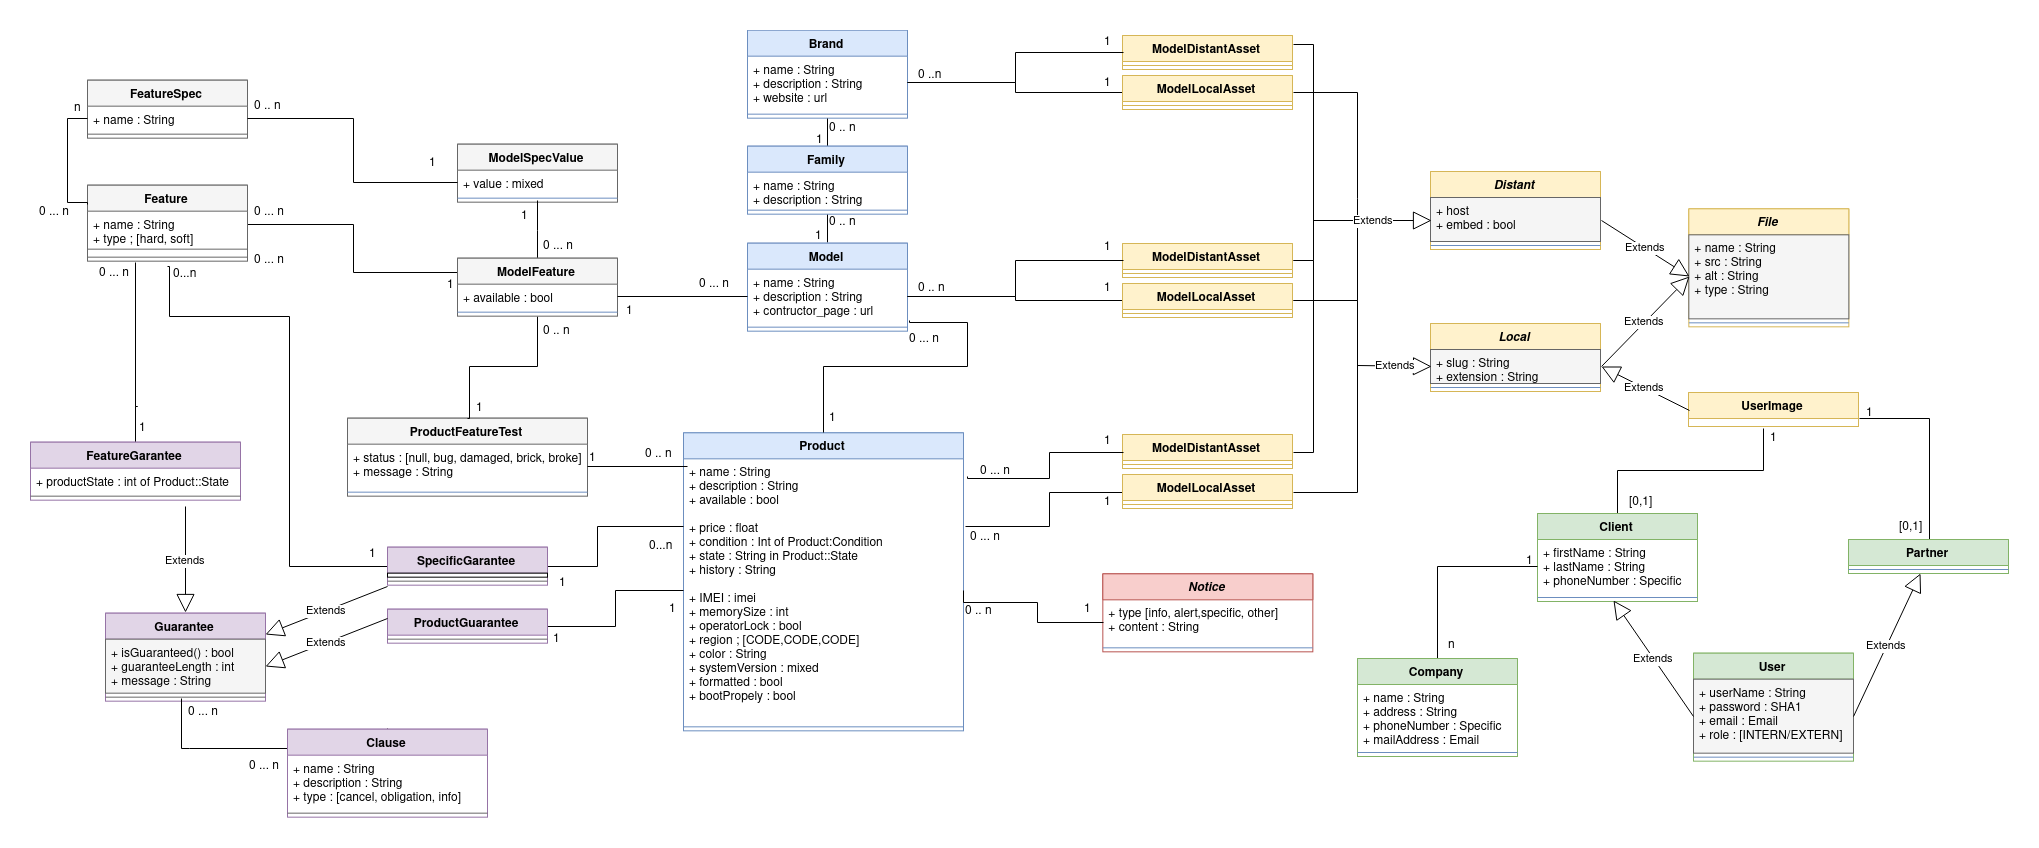 Brand
+ name : String
+ description : String
+ website : url
0 ..n
1
ModelDistantAsset
1
ModelLocalAsset
FeatureSpec
+ name : String
n
0 .. n
0 .. n
1
Family
+ name : String
+ description : String
0 .. n
1
ModelSpecValue
+ value : mixed
1
1
0 ... n
Feature
+ name : String
+ type ; [hard, soft]
0 ... n
0 ... n
0 ... n
0 ... n
0...n
1
ModelFeature
+ available : bool
1
0 ... n
0 .. n
Model
+ name : String
+ description : String
+ contructor_page : url
0 .. n
0 ... n
1
ModelDistantAsset
1
ModelLocalAsset
Distant
+ host
+ embed : bool
Extends
Extends
File
+ name : String
+ src : String
+ alt : String
+ type : String
Extends
Local
+ slug : String
+ extension : String
Extends
Extends
UserImage
1
1
1
FeatureGarantee
+ productState : int of Product::State
1
ProductFeatureTest
+ status : [null, bug, damaged, brick, broke]
+ message : String
1
0 .. n
1
Product
+ name : String
+ description : String
+ available : bool
+ price : float
+ condition : Int of Product:Condition
+ state : String in Product::State
+ history : String
+ IMEI : imei
+ memorySize : int
+ operatorLock : bool
+ region ; [CODE,CODE,CODE]
+ color : String
+ systemVersion : mixed
+ formatted : bool
+ bootPropely : bool
0 ... n
1
ModelDistantAsset
0 ... n
1
ModelLocalAsset
0 .. n
1
Notice
+ type [info, alert,specific, other]
+ content : String
Extends
1
SpecificGarantee
1
0...n
Extends
ProductGuarantee
1
1
Extends
Guarantee
+ isGuaranteed() : bool
+ guaranteeLength : int
+ message : String
0 ... n
0 ... n
Clause
+ name : String
+ description : String
+ type : [cancel, obligation, info]
[0,1]
Client
+ firstName : String
+ lastName : String
+ phoneNumber : Specific
1
n
Company
+ name : String
+ address : String
+ phoneNumber : Specific
+ mailAddress : Email
[0,1]
Partner
Extends
Extends
User
+ userName : String
+ password : SHA1
+ email : Email
+ role : [INTERN/EXTERN]